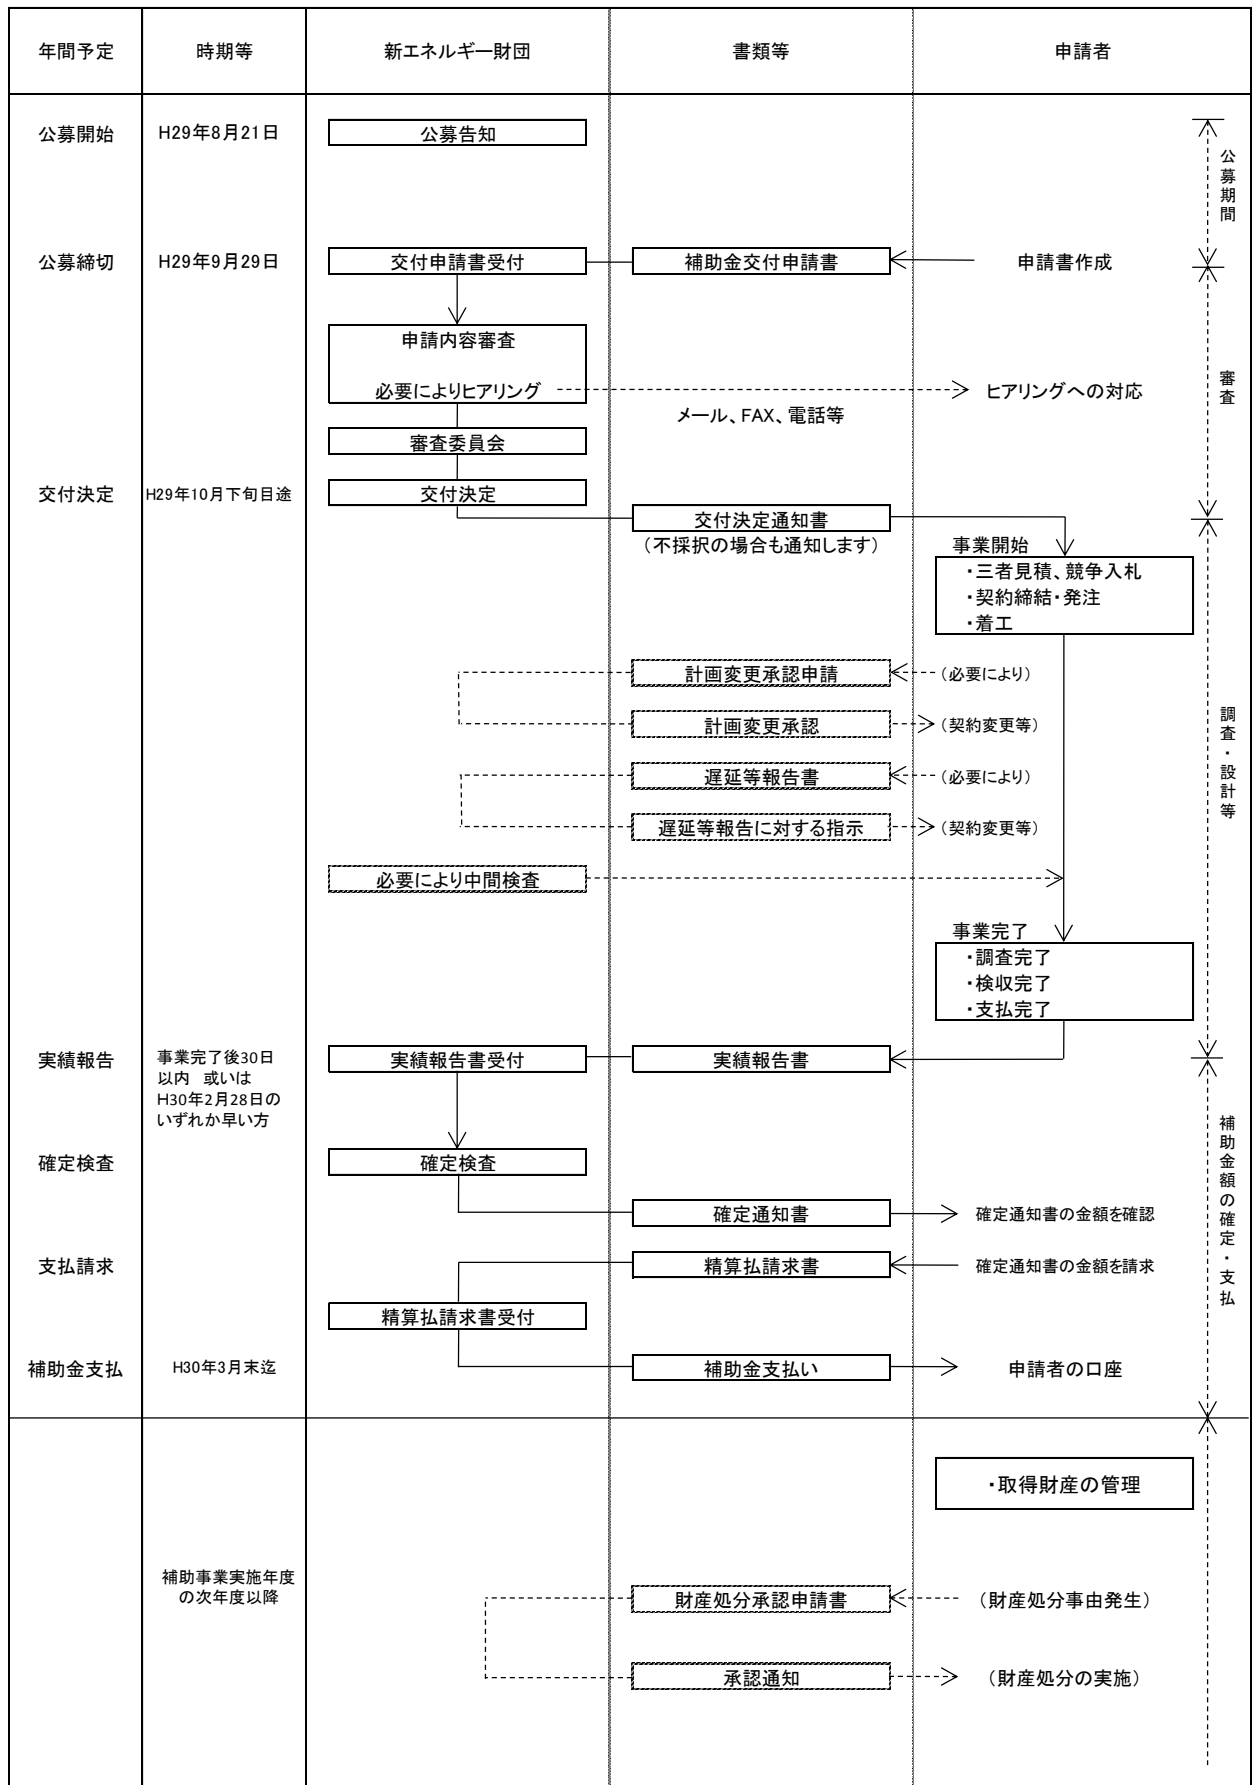 年間予定
時期等
新エネルギー財団
書類等
申請者
公募開始
H29年8月21日
公募告知
公募期間
公募締切
H29年9月29日
交付申請書受付
補助金交付申請書
申請書作成
申請内容審査
必要によりヒアリング
ヒアリングへの対応
審査
メール、FAX、電話等
審査委員会
交付決定
H29年10月下旬目途
交付決定
交付決定通知書
(不採択の場合も通知します)
事業開始
・三者見積、競争入札
・契約締結・発注
・着工
計画変更承認申請
(必要により)
計画変更承認
(契約変更等)
調査・設計等
遅延等報告書
(必要により)
遅延等報告に対する指示
(契約変更等)
必要により中間検査
事業完了
・調査完了
・検収完了
・支払完了
実績報告
事業完了後30日
以内 或いは
H30年2月28日の
いずれか早い方
実績報告書受付
実績報告書
補助金額の確定・支払
確定検査
確定検査
確定通知書
確定通知書の金額を確認
支払請求
精算払請求書
確定通知書の金額を請求
精算払請求書受付
補助金支払
H30年3月末迄
補助金支払い
申請者の口座
・取得財産の管理
補助事業実施年度
の次年度以降
財産処分承認申請書
(財産処分事由発生)
承認通知
(財産処分の実施)